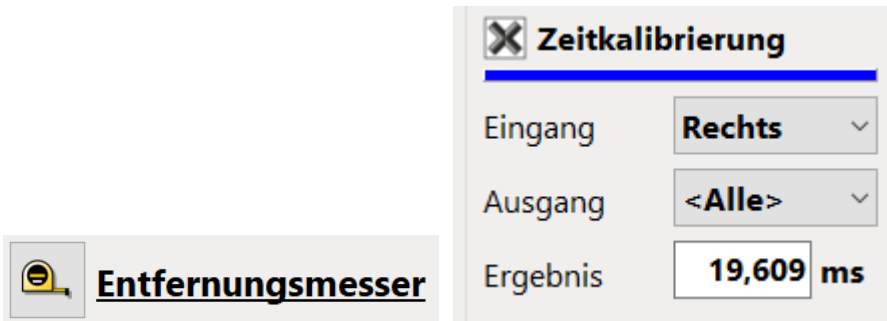 Zeitkalibrierung
Eingang Rechts
Ausgang <Alle>
Ergebnis 19,609 ms
Entfernungsmesser